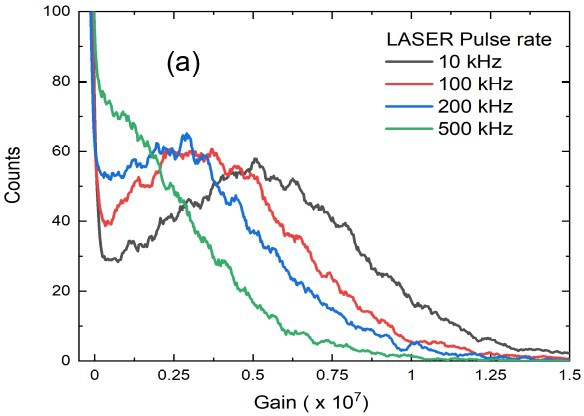 (a)
LASER Pulse rate
10 kHz
100 kHz
200 kHz
500 kHz
Counts
100
80
60
40
20
0
0 0.25 0.5 0.75 1 1.25 1.5
Gain ( x 10⁷)